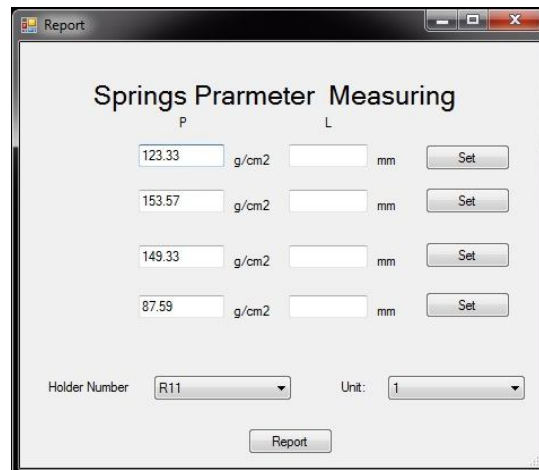 Report
Springs Prarmeter Measuring
P L
123.33 g/cm2 mm Set
153.57 g/cm2 mm Set
149.33 g/cm2 mm Set
87.59 g/cm2 mm Set
Holder Number R11 Unit: 1
Report